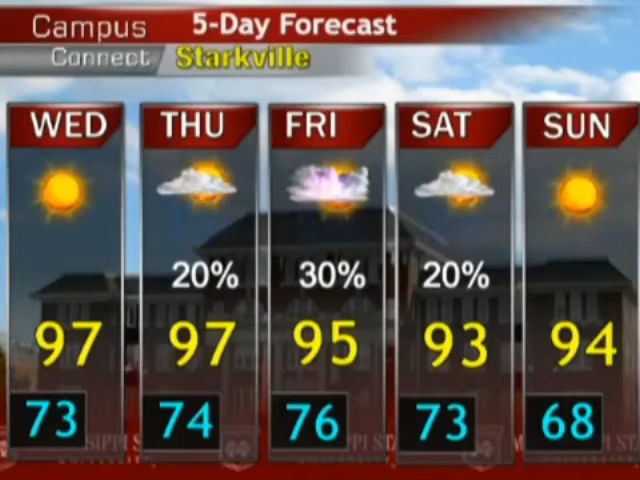 Campus
Connect
5-Day Forecast
Starkville
WED THU FRI SAT SUN
20% 30% 20%
97 97 95 93 94
73 74 76 73 68